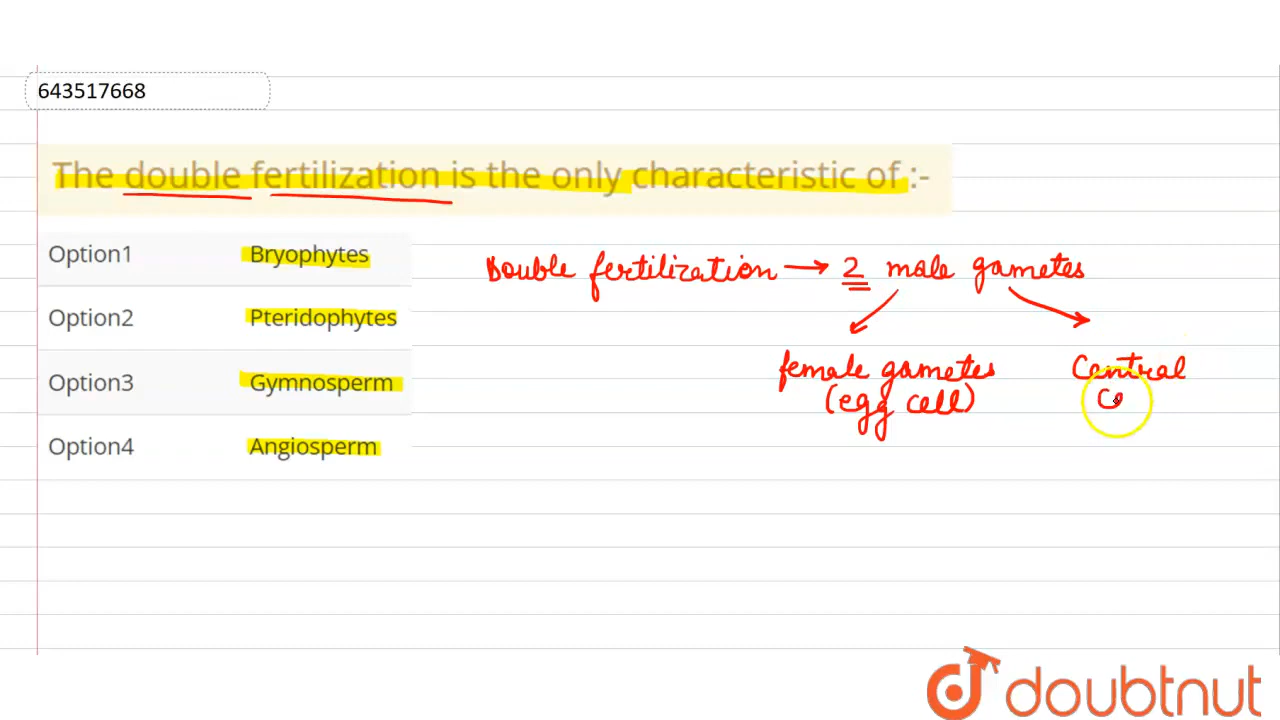 643517668
The double fertilization is the only characteristic of :-
Option1 Bryophytes
Option2 Pteridophytes
Option3 Gymnosperm
Option4 Angiosperm
Double fertilization → 2 male gametes
female gametes
(egg cell)
Central
Ce
doubtnut